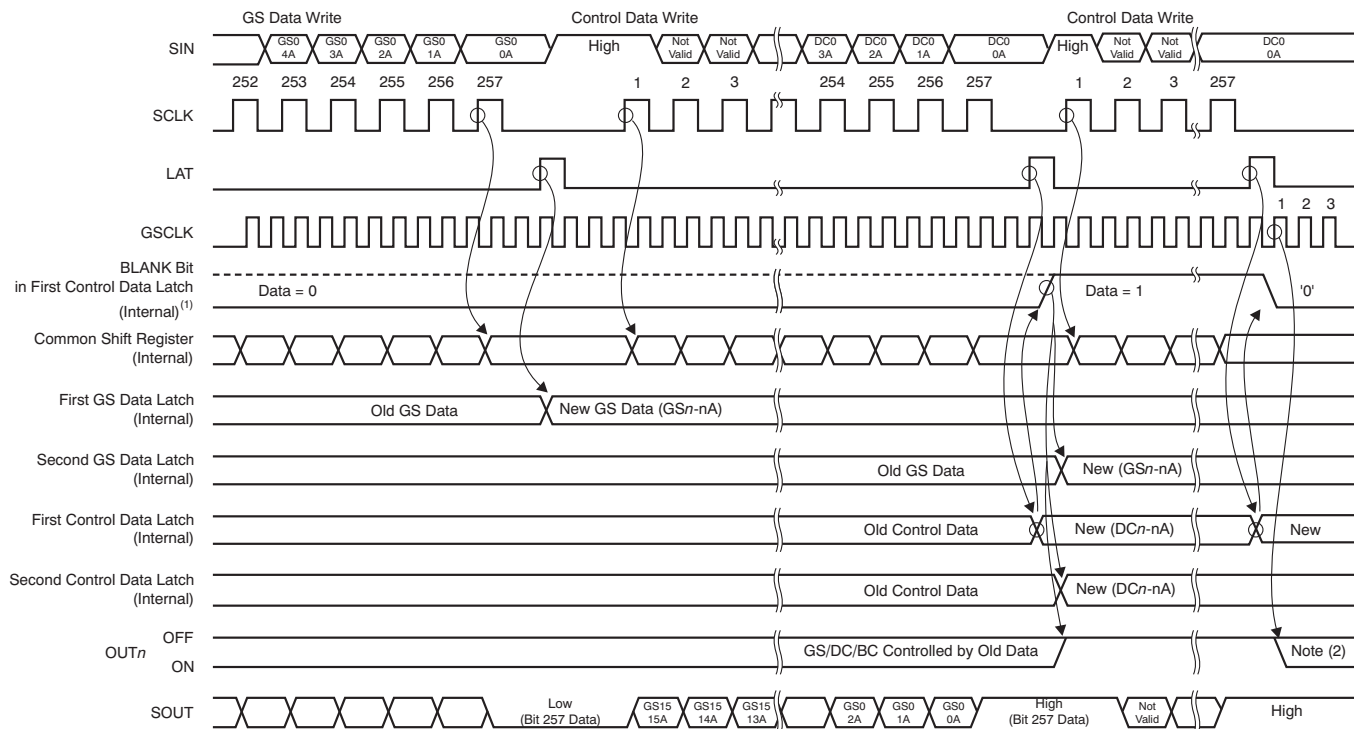 GS Data Write Control Data Write Control Data Write
SIN
GS0 4A
GS0 3A
GS0 2A
GS0 1A
GS0 0A
High
Not Valid
Not Valid
DC0 3A
DC0 2A
DC0 1A
DC0 0A
High
Not Valid
Not Valid
DC0 0A
252 253 254 255 256 257 1 2 3 254 255 256 257 1 2 3 257
SCLK
LAT
1 2 3
GSCLK
BLANK Bit
in First Control Data Latch
(Internal)(1)
Data = 0 Data = 1 '0'
Common Shift Register
(Internal)
First GS Data Latch
(Internal)
Old GS Data New GS Data (GSn-nA)
Second GS Data Latch
(Internal)
Old GS Data New (GSn-nA)
First Control Data Latch
(Internal)
Old Control Data New (DCn-nA) New
Second Control Data Latch
(Internal)
Old Control Data New (DCn-nA)
OFF
OUTn
ON
GS/DC/BC Controlled by Old Data Note (2)
SOUT
Low
(Bit 257 Data)
GS15 15A
GS15 14A
GS15 13A
GS0 2A
GS0 1A
GS0 0A
High
(Bit 257 Data)
Not Valid
High